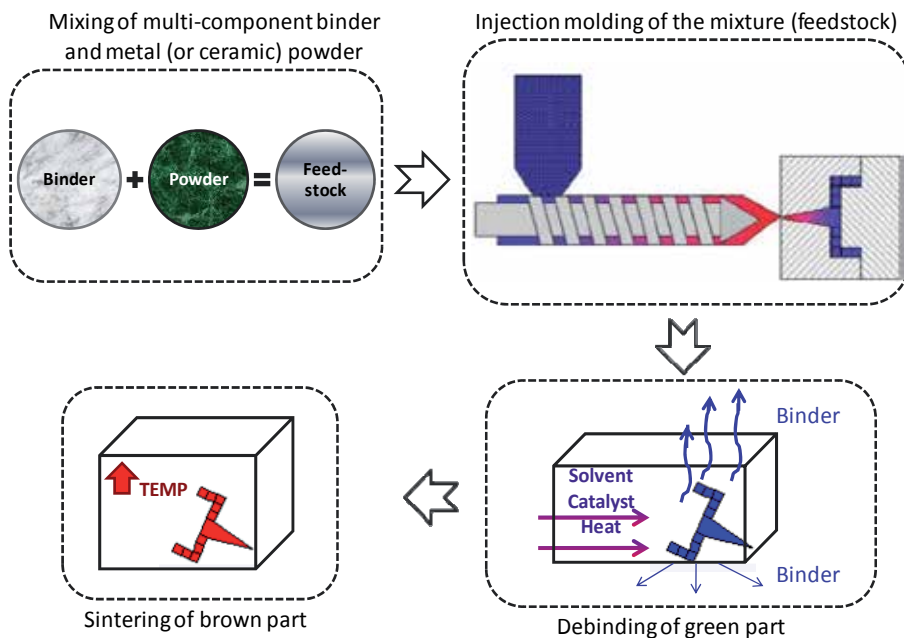 Mixing of multi-component binder
and metal (or ceramic) powder
Binder + Powder = Feed-
stock
Injection molding of the mixture (feedstock)
Binder
Solvent
Catalyst
Heat
Binder
Debinding of green part
TEMP
Sintering of brown part